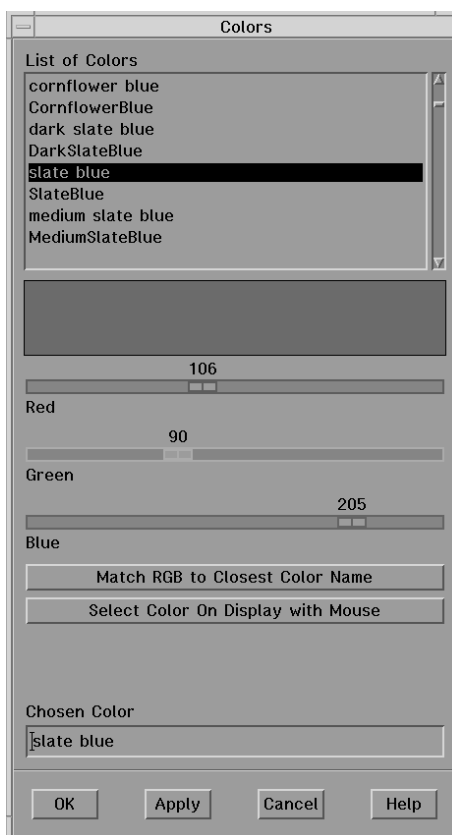 Colors
List of Colors
cornflower blue
CornflowerBlue
dark slate blue
DarkSlateBlue
slate blue
SlateBlue
medium slate blue
MediumSlateBlue
106
Red
90
Green
205
Blue
Match RGB to Closest Color Name
Select Color On Display with Mouse
Chosen Color
slate blue
OK Apply Cancel Help